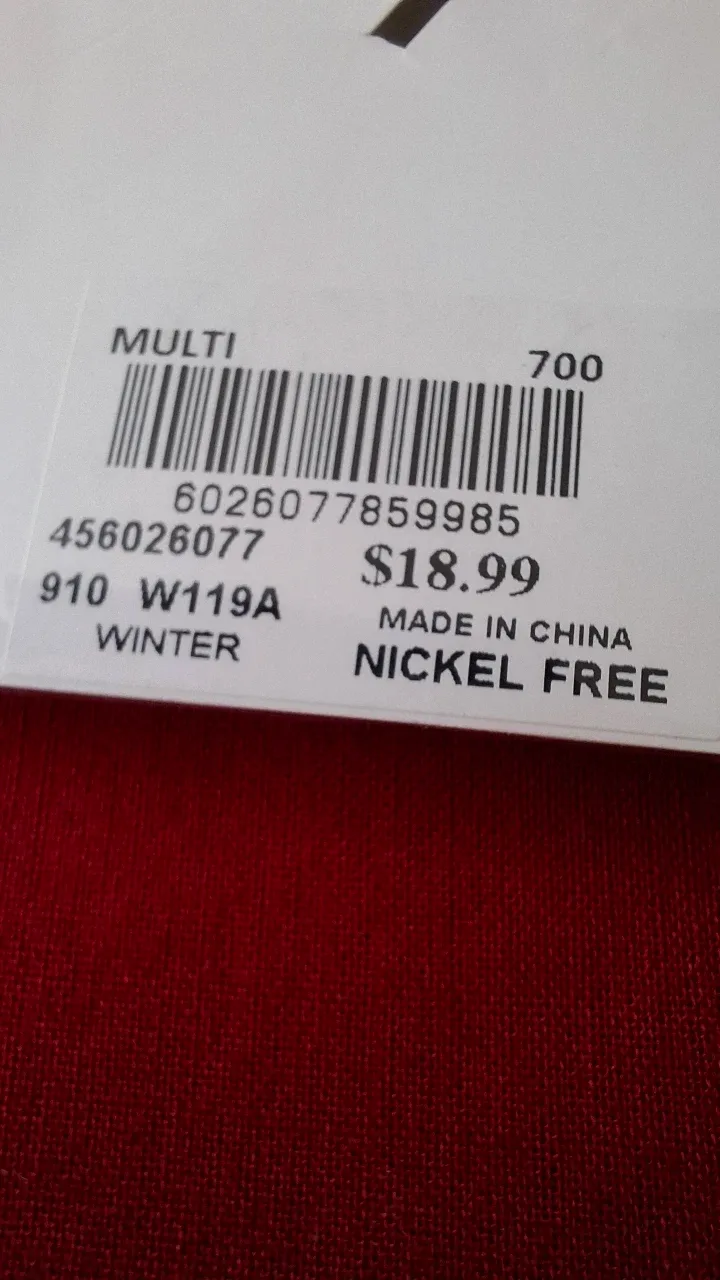 MULTI 700
6026077859985
456026077 $18.99
910 W119A MADE IN CHINA
WINTER NICKEL FREE